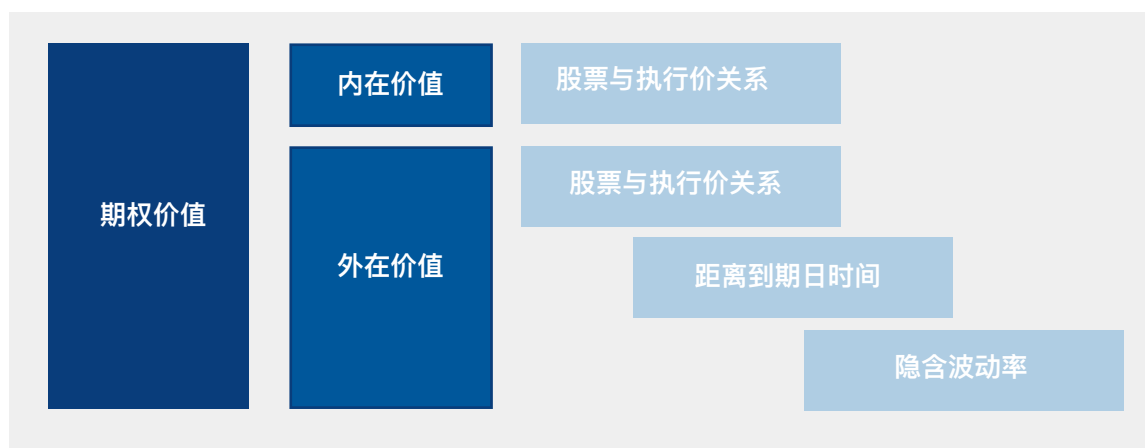 内在价值
股票与执行价关系
股票与执行价关系
期权价值
外在价值
距离到期日时间
隐含波动率